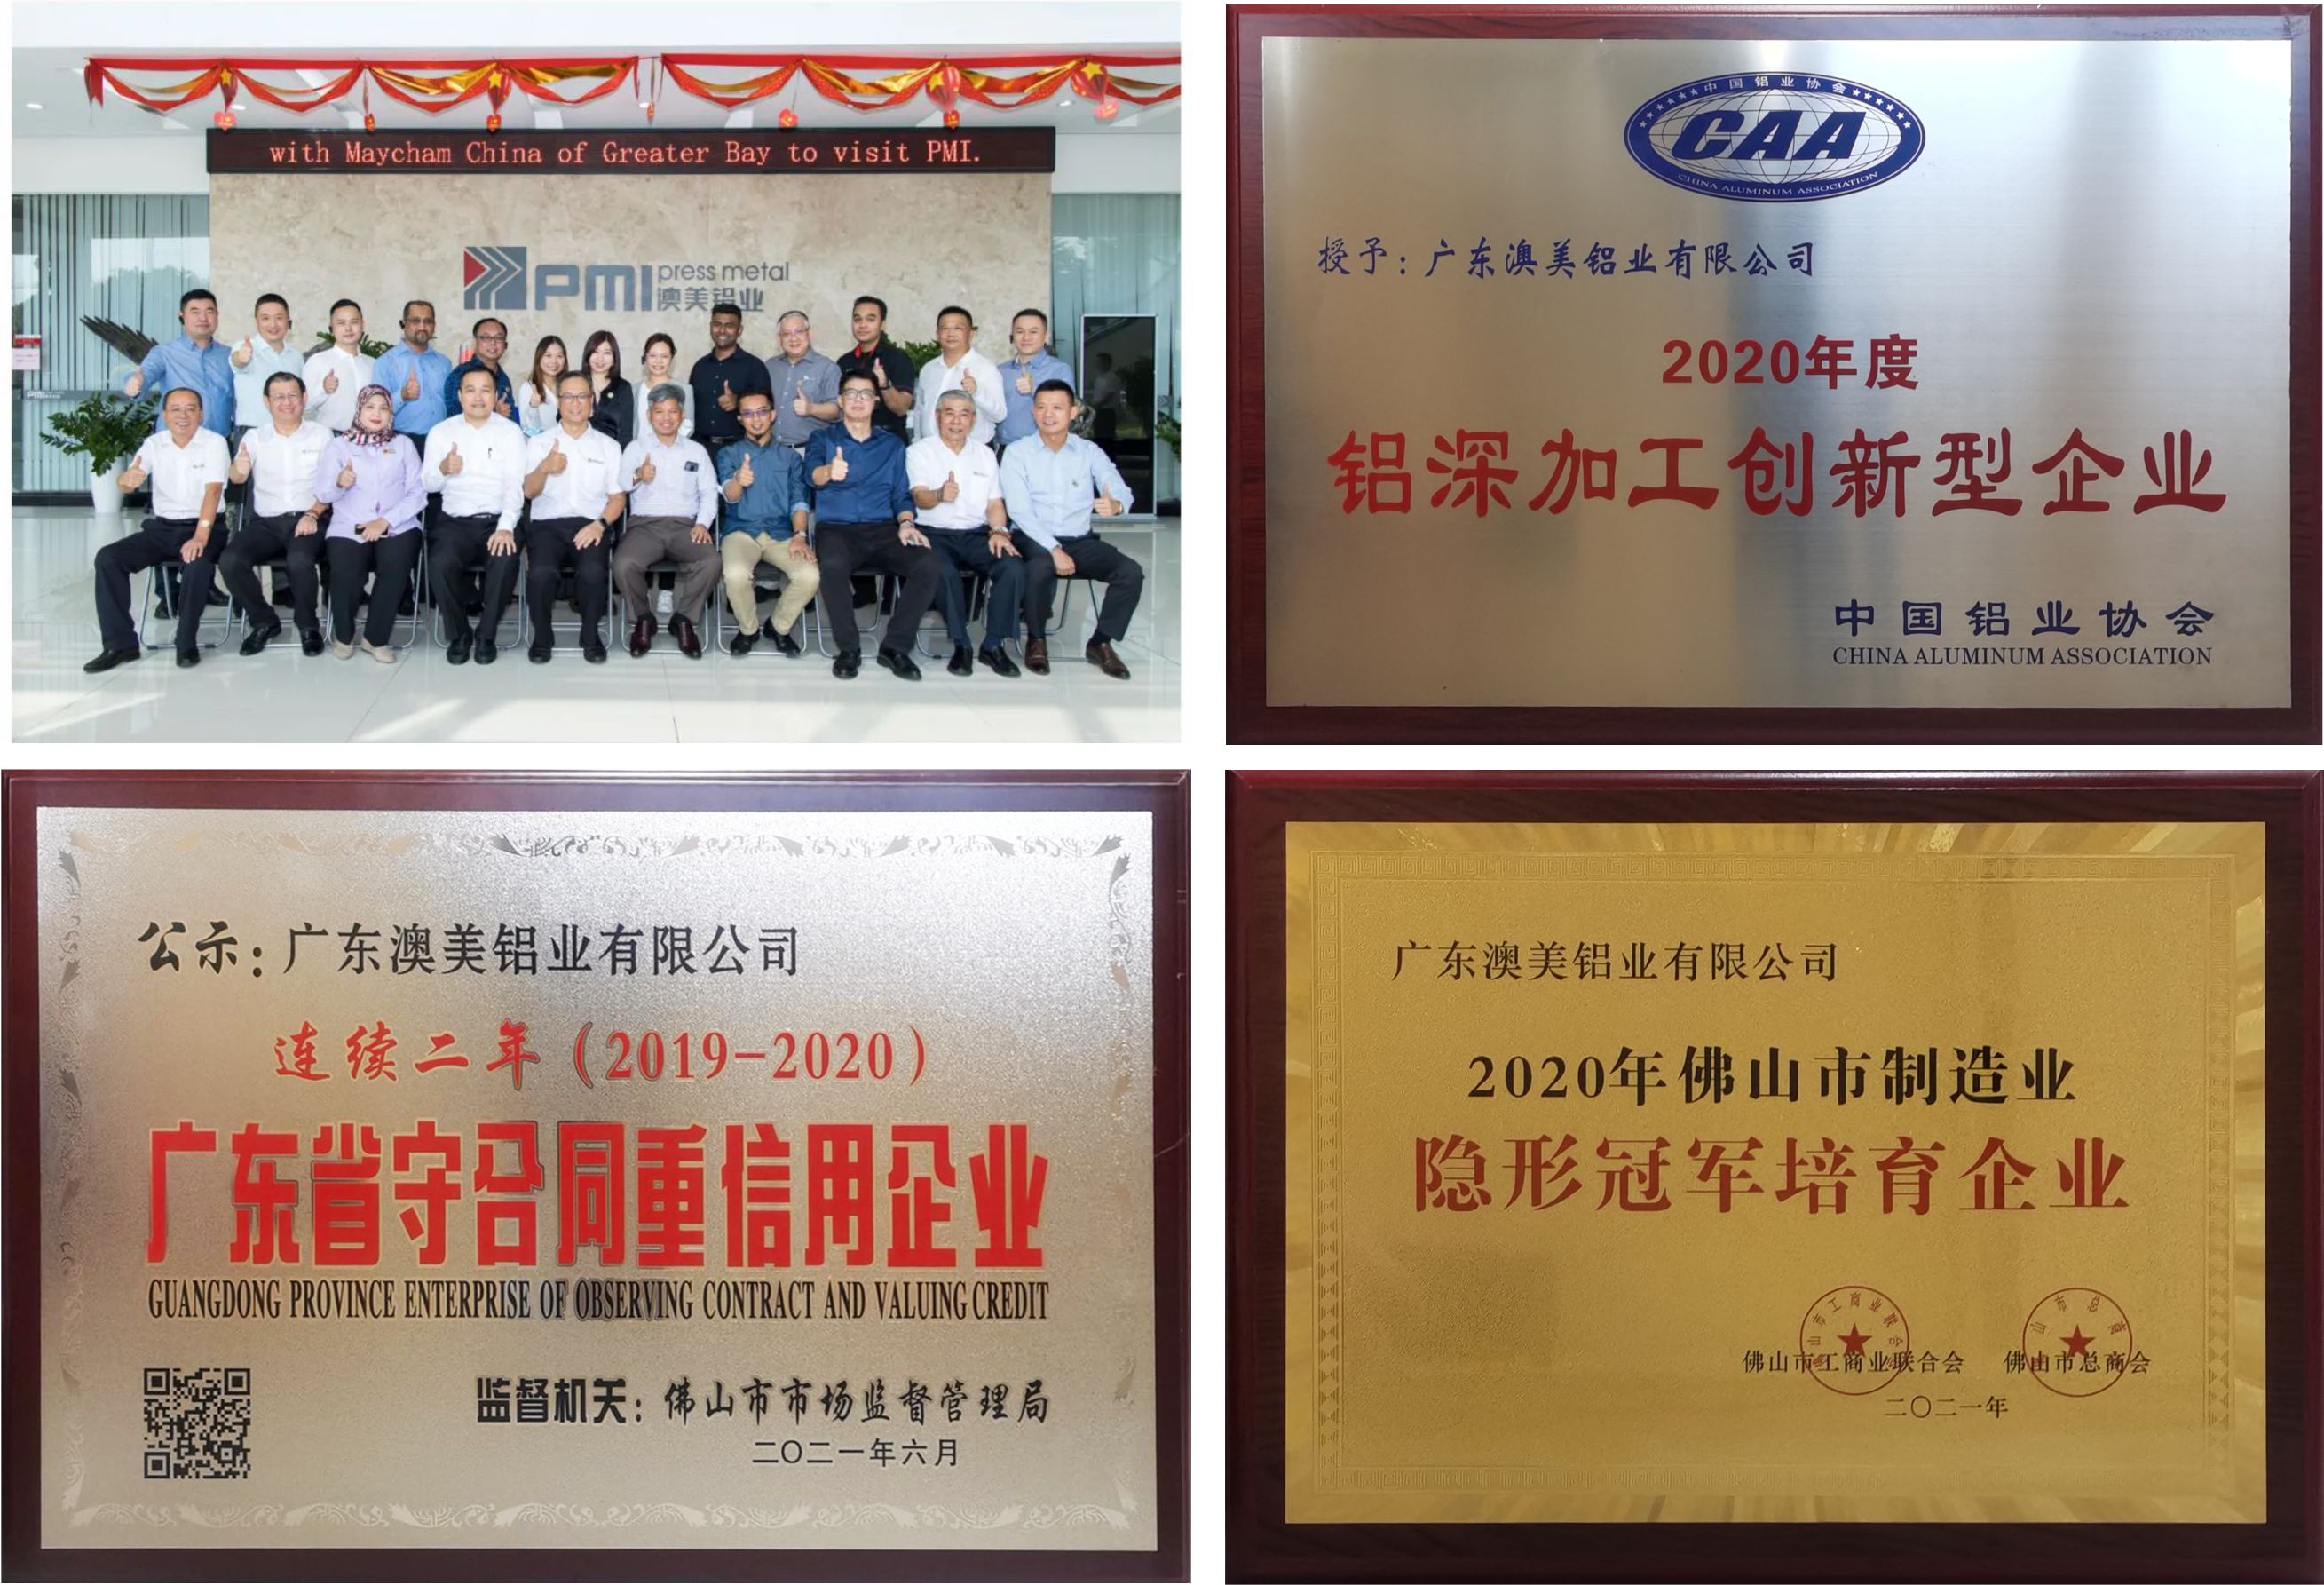 with Maycham China of Greater Bay to visit PMI.
PMI press metal
澳美铝业
中国铝业协会
CAA
CHINA ALUMINUM ASSOCIATION
授予：广东澳美铝业有限公司
2020年度
铝深加工创新型企业
中国铝业协会
CHINA ALUMINUM ASSOCIATION
公示：广东澳美铝业有限公司
连续二年（2019-2020）
广东省守合同重信用企业
GUANGDONG PROVINCE ENTERPRISE OF OBSERVING CONTRACT AND VALUING CREDIT
监督机关：佛山市市场监督管理局
二〇二一年六月
广东澳美铝业有限公司
2020年佛山市制造业
隐形冠军培育企业
佛山市工商业联合会 佛山市总商会
二〇二一年